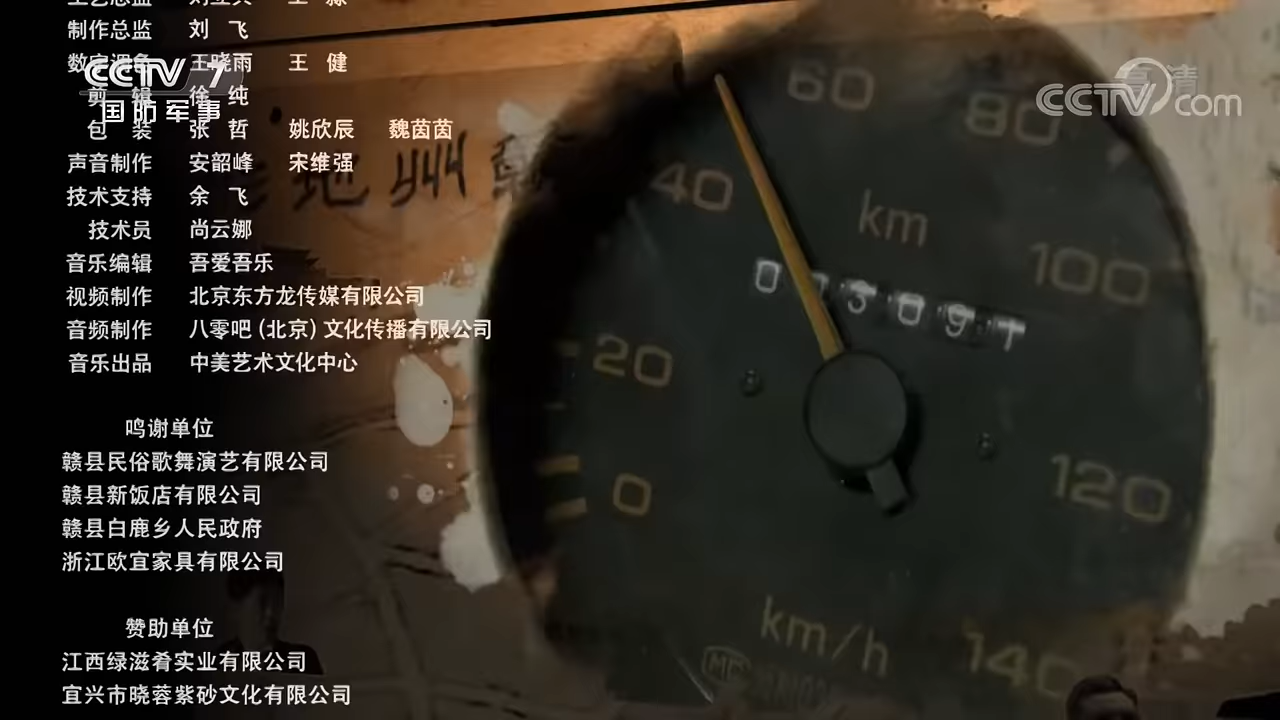 制作总监 刘飞
王晓雨 王健
剪辑 徐纯
包装 张哲 姚欣辰 魏茵茵
声音制作 安韶峰 宋维强
技术支持 余飞
技术员 尚云娜
音乐编辑 吾爱吾乐
视频制作 北京东方龙传媒有限公司
音频制作 八零吧(北京)文化传播有限公司
音乐出品 中美艺术文化中心
鸣谢单位
赣县民俗歌舞演艺有限公司
赣县新饭店有限公司
赣县白鹿乡人民政府
浙江欧宜家具有限公司
赞助单位
江西绿滋肴实业有限公司
宜兴市晓蓉紫砂文化有限公司
CCTV 7
国防军事
高清
CCTV.com
地州
0
20
40
60
80
100
120
140
km
km/h
MC